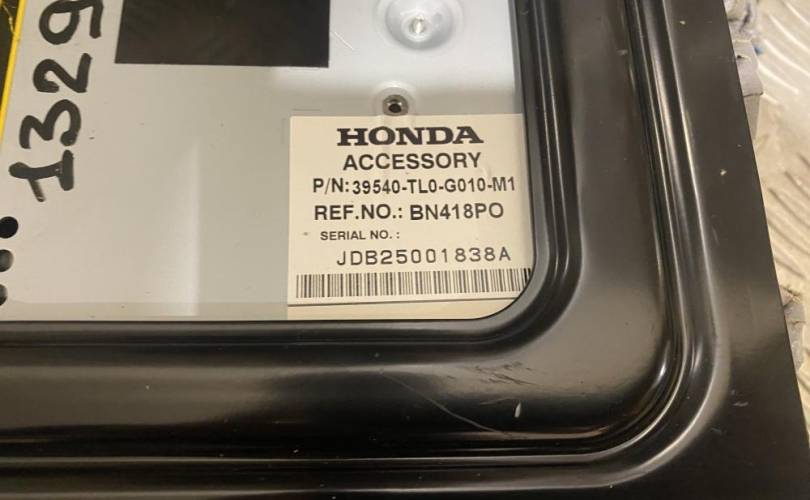 1329
HONDA
ACCESSORY
P/N: 39540-TL0-G010-M1
REF.NO.: BN418PO
SERIAL NO. :
JDB25001838A